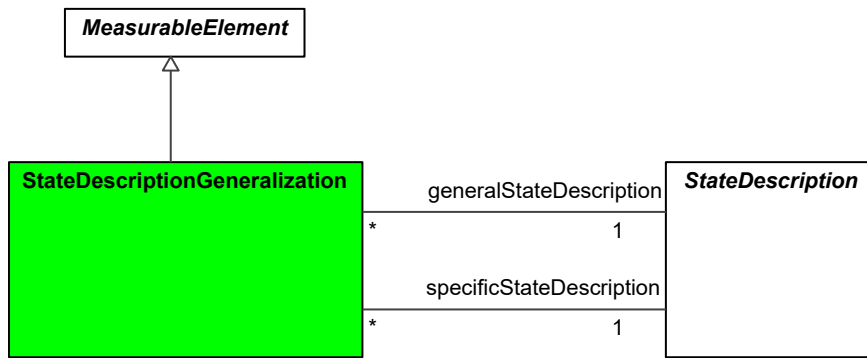 MeasurableElement
StateDescriptionGeneralization
generalStateDescription
StateDescription
* 1
specificStateDescription
* 1